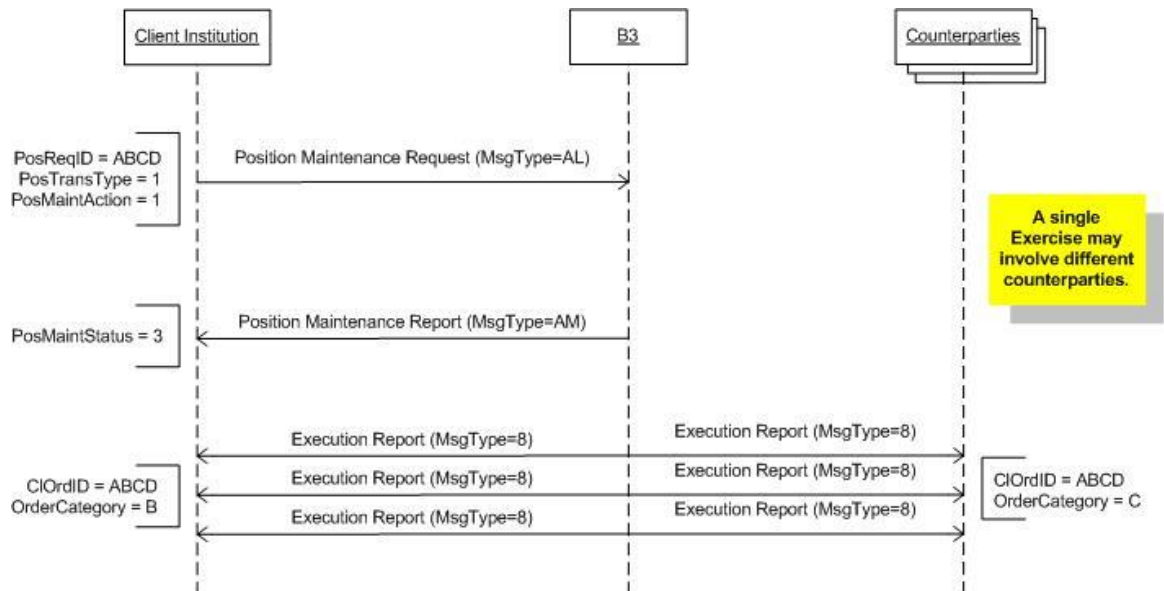 Client Institution
B3
Counterparties
PosReqID = ABCD
PosTransType = 1
PosMaintAction = 1
Position Maintenance Request (MsgType=AL)
A single
Exercise may
involve different
counterparties.
PosMaintStatus = 3
Position Maintenance Report (MsgType=AM)
Execution Report (MsgType=8)
Execution Report (MsgType=8)
Execution Report (MsgType=8)
Execution Report (MsgType=8)
Execution Report (MsgType=8)
Execution Report (MsgType=8)
ClOrdID = ABCD
OrderCategory = B
ClOrdID = ABCD
OrderCategory = C